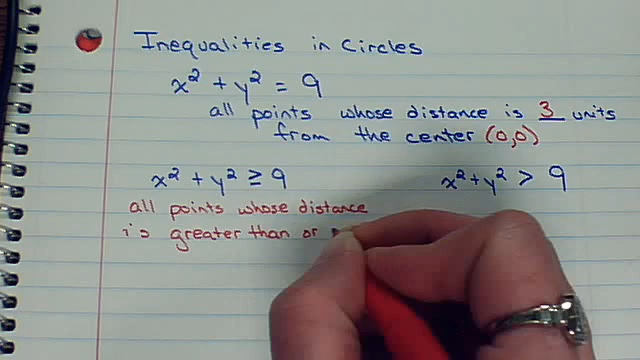 Inequalities in Circles
x² + y² = 9
all points whose distance is 3 units
from the center (0,0)
x² + y² ≥ 9
x² + y² > 9
all points whose distance
is greater than or